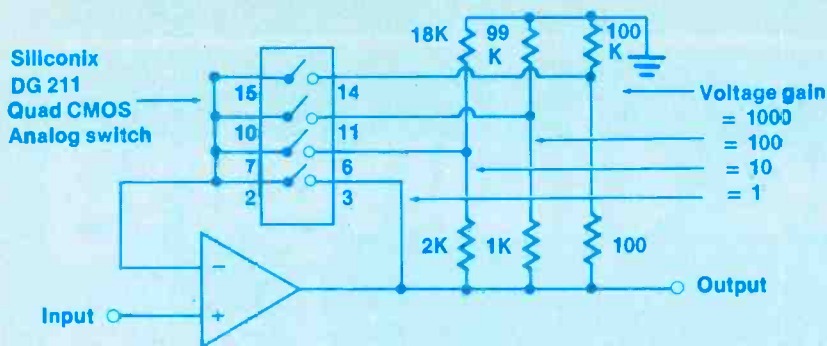 18K
99
K
100
K
Siliconix
DG 211
Quad CMOS
Analog switch
15
14
10
11
7
6
2
3
Voltage gain
= 1000
= 100
= 10
= 1
2K
1K
100
−
+
Input
Output